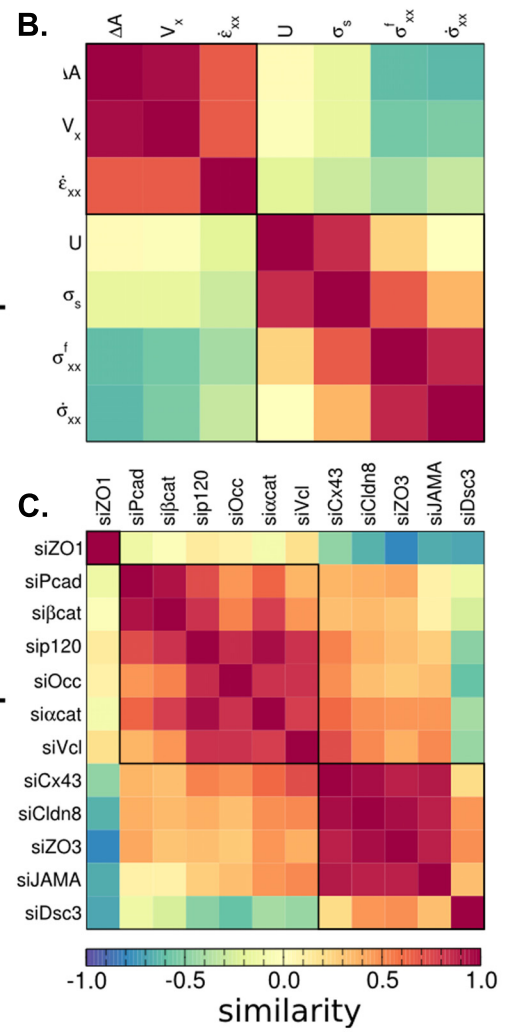 B.
ΔA Vₓ ε̇ₓₓ U σₛ σᶠₓₓ σ̇ₓₓ
ΔA
Vₓ
ε̇ₓₓ
U
σₛ
σᶠₓₓ
σ̇ₓₓ
C.
siZO1 siPcad siβcat sip120 siOcc siαcat siVcl siCx43 siCldn8 siZO3 siJAMA siDsc3
siZO1
siPcad
siβcat
sip120
siOcc
siαcat
siVcl
siCx43
siCldn8
siZO3
siJAMA
siDsc3
-1.0 -0.5 0.0 0.5 1.0
similarity